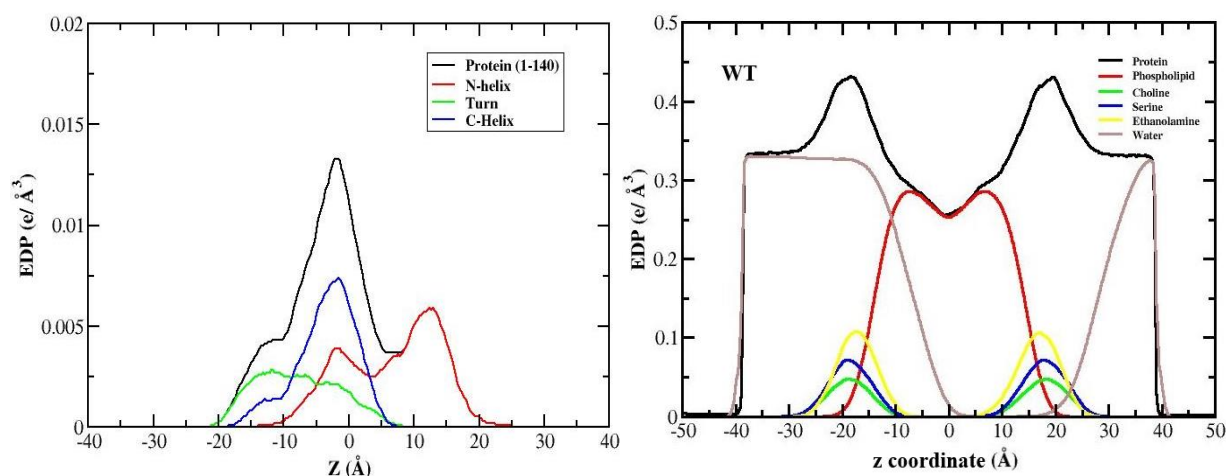 0.02
0.015
0.01
0.005
0
EDP (e/ Å³)
-40 -30 -20 -10 0 10 20 30 40
Z (Å)
Protein (1-140)
N-helix
Turn
C-Helix
0.5
0.4
0.3
0.2
0.1
0
EDP (e/ Å³)
-50 -40 -30 -20 -10 0 10 20 30 40 50
z coordinate (Å)
WT
Protein
Phospholipid
Choline
Serine
Ethanolamine
Water